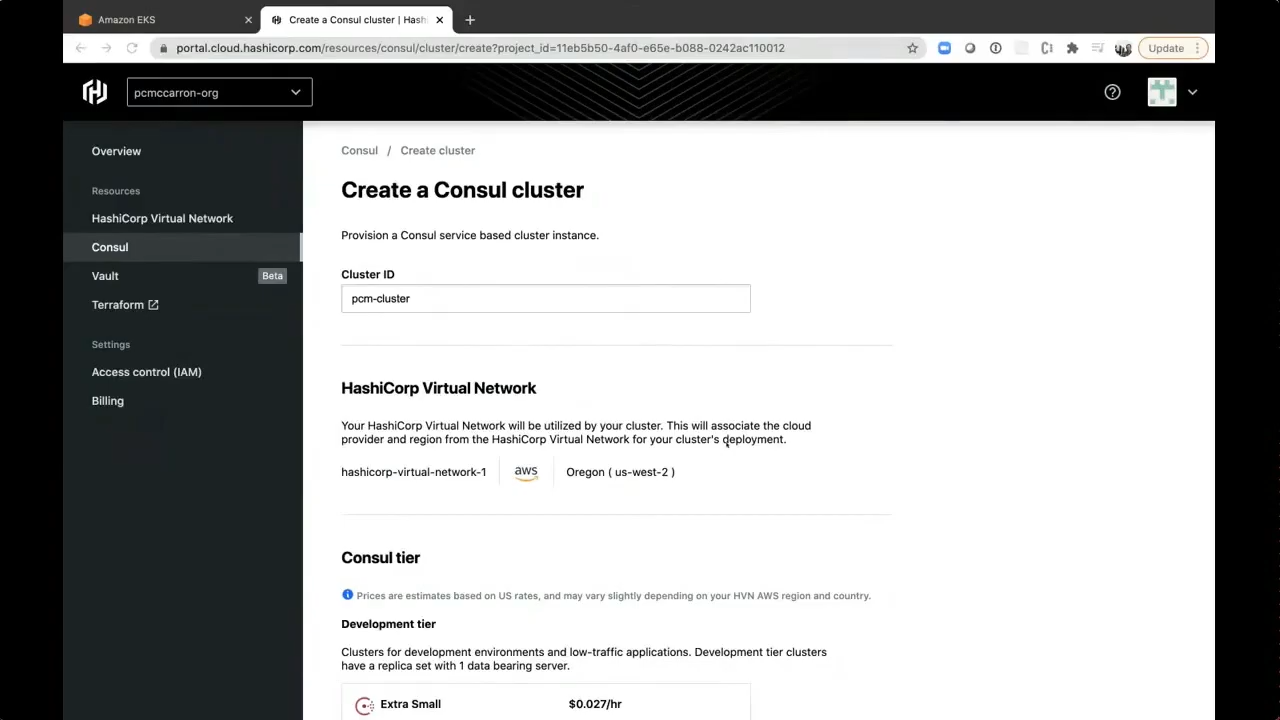 Amazon EKS
Create a Consul cluster | Hash
portal.cloud.hashicorp.com/resources/consul/cluster/create?project_id=11eb5b50-4af0-e65e-b088-0242ac110012
Update
pcmccarron-org
Overview
Resources
HashiCorp Virtual Network
Consul
Vault
Beta
Terraform
Settings
Access control (IAM)
Billing
Consul / Create cluster
Create a Consul cluster
Provision a Consul service based cluster instance.
Cluster ID
pcm-cluster
HashiCorp Virtual Network
Your HashiCorp Virtual Network will be utilized by your cluster. This will associate the cloud
provider and region from the HashiCorp Virtual Network for your cluster's deployment.
hashicorp-virtual-network-1
aws
Oregon ( us-west-2 )
Consul tier
Prices are estimates based on US rates, and may vary slightly depending on your HVN AWS region and country.
Development tier
Clusters for development environments and low-traffic applications. Development tier clusters
have a replica set with 1 data bearing server.
Extra Small $0.027/hr